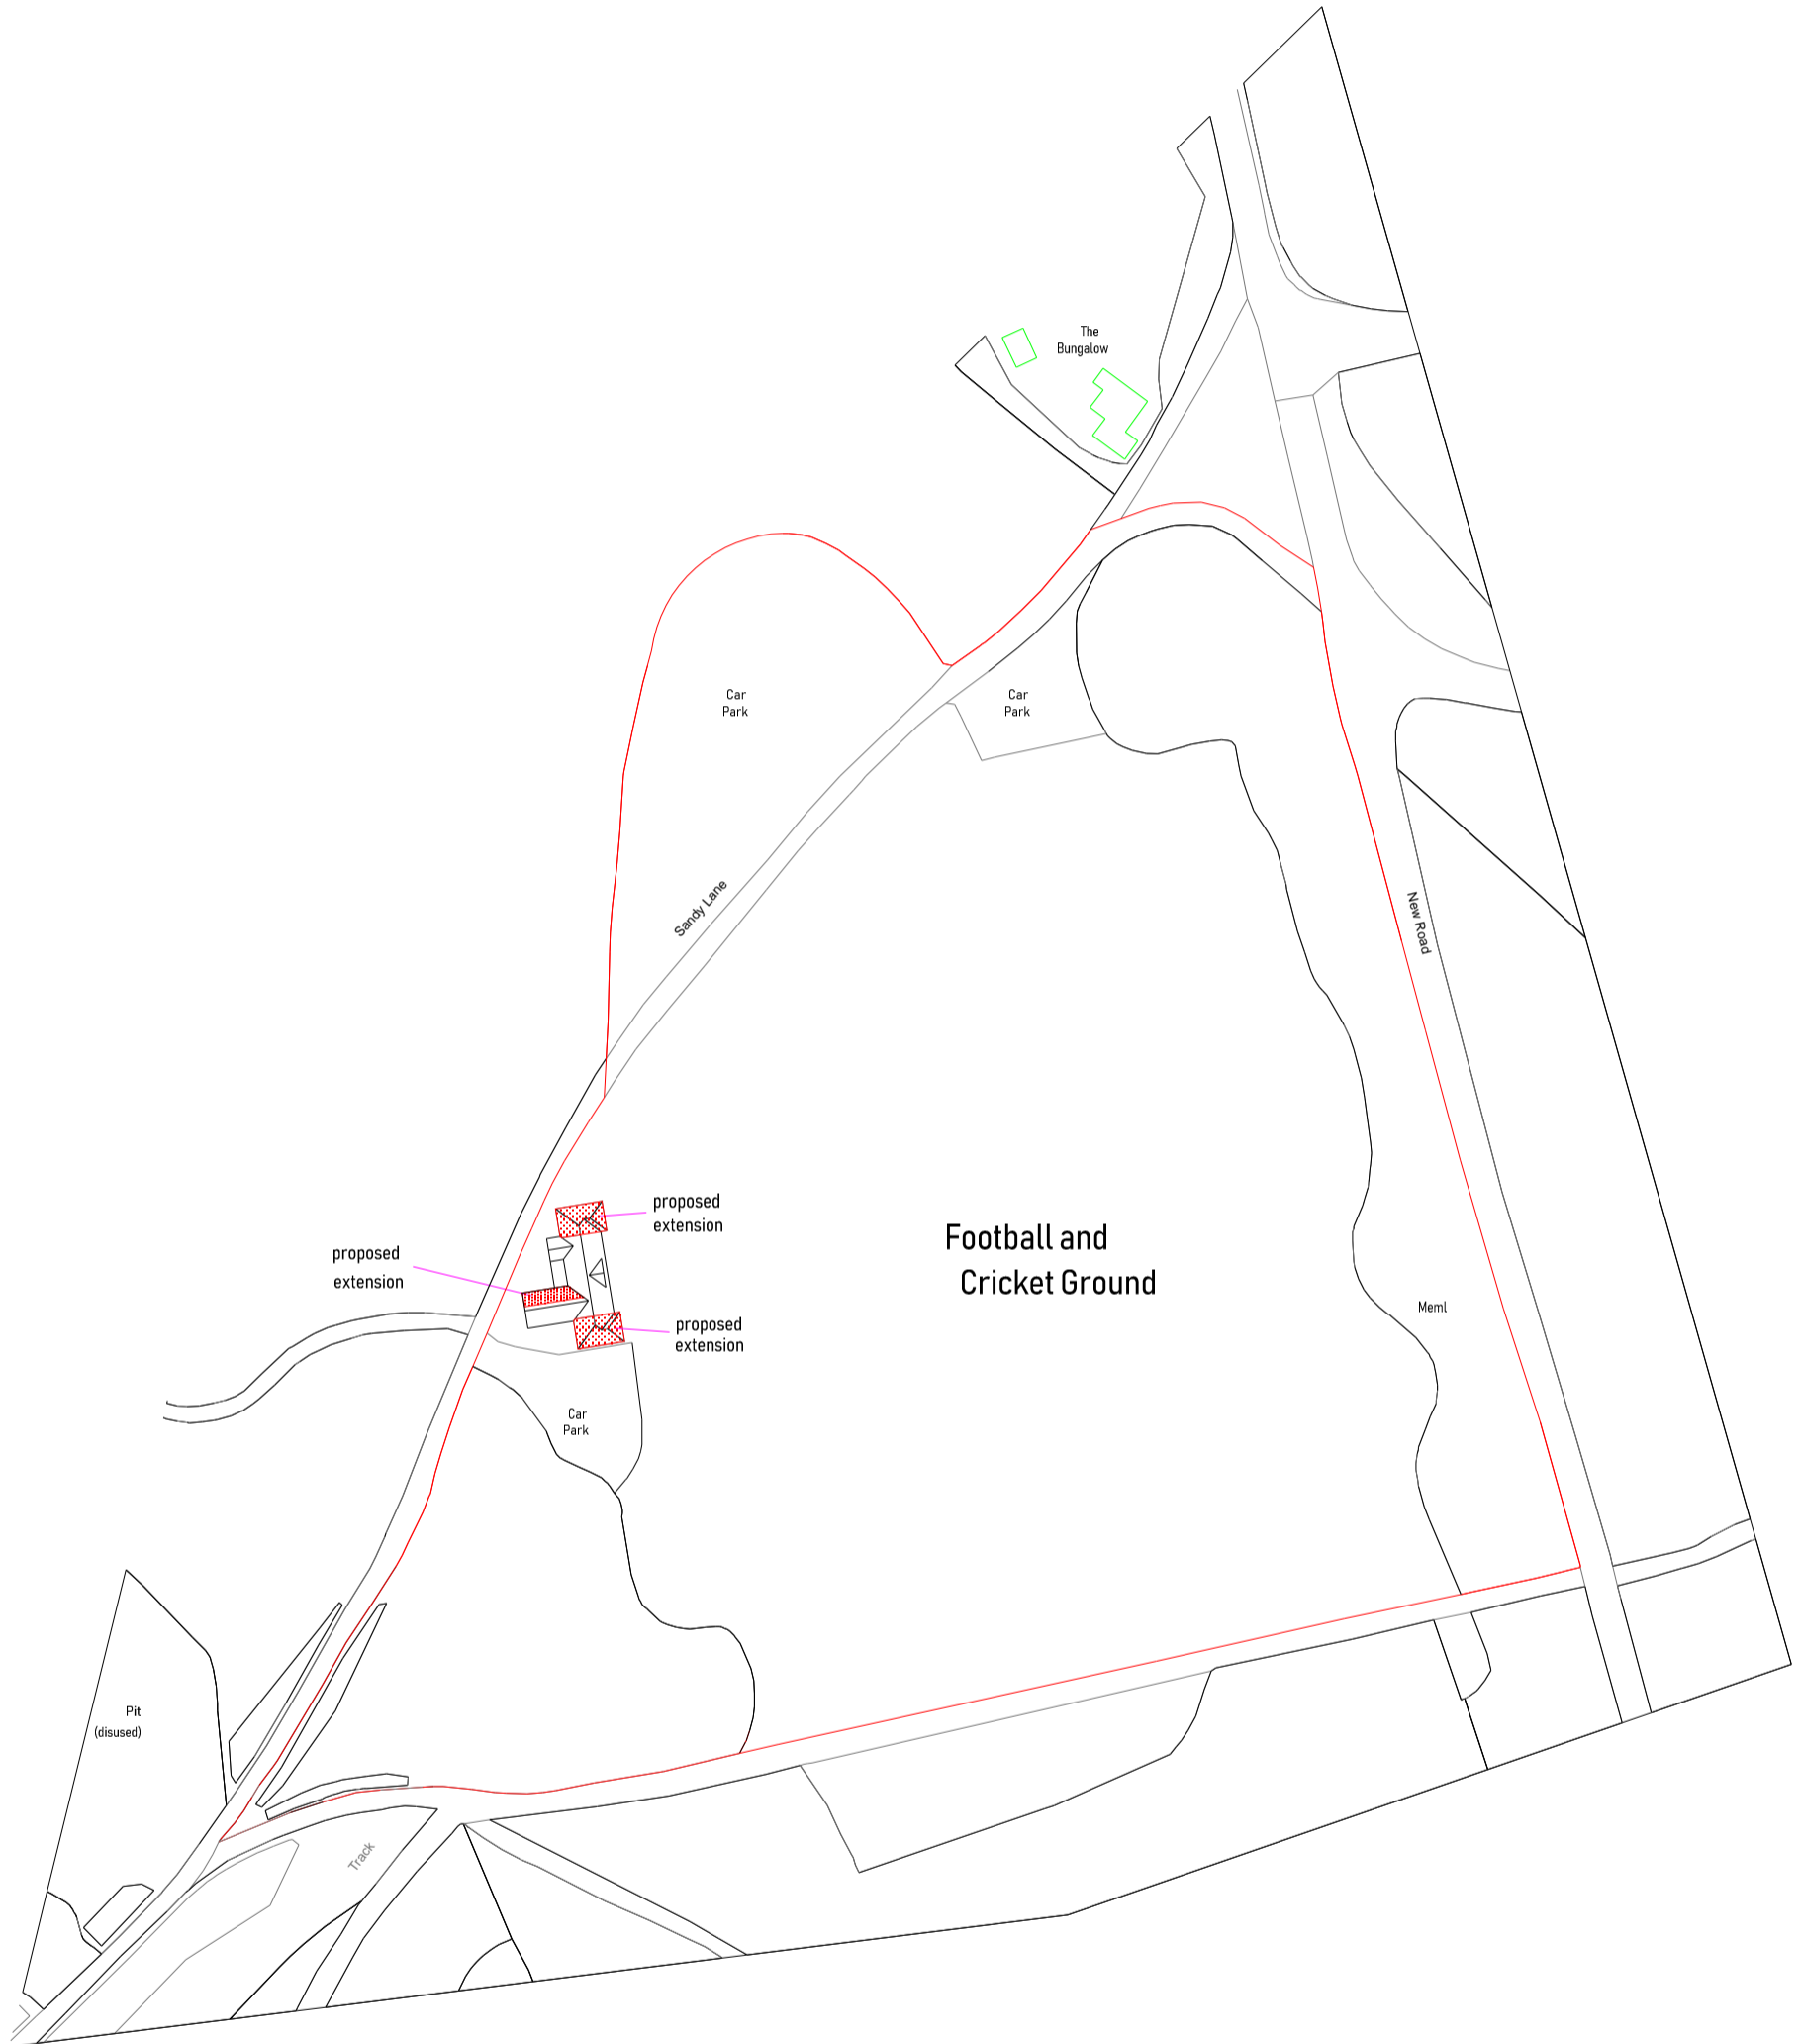 The
Bungalow
Car
Park
Car
Park
Sandy Lane
New Road
proposed
extension
Football and
Cricket Ground
proposed
extension
Meml
proposed
extension
Car
Park
Pit
(disused)
Track